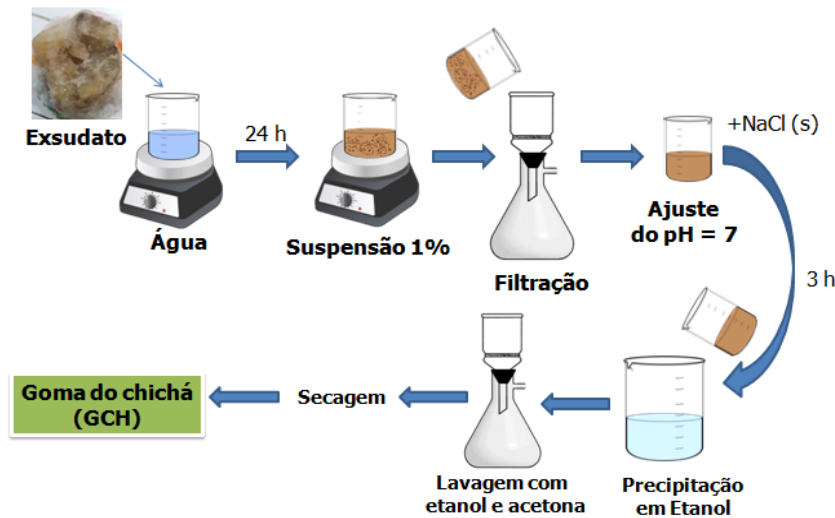 Exsudato
Água
24 h
Suspensão 1%
Filtração
+NaCl (s)
Ajuste
do pH = 7
3 h
Precipitação
em Etanol
Lavagem com
etanol e acetona
Secagem
Goma do chichá
(GCH)